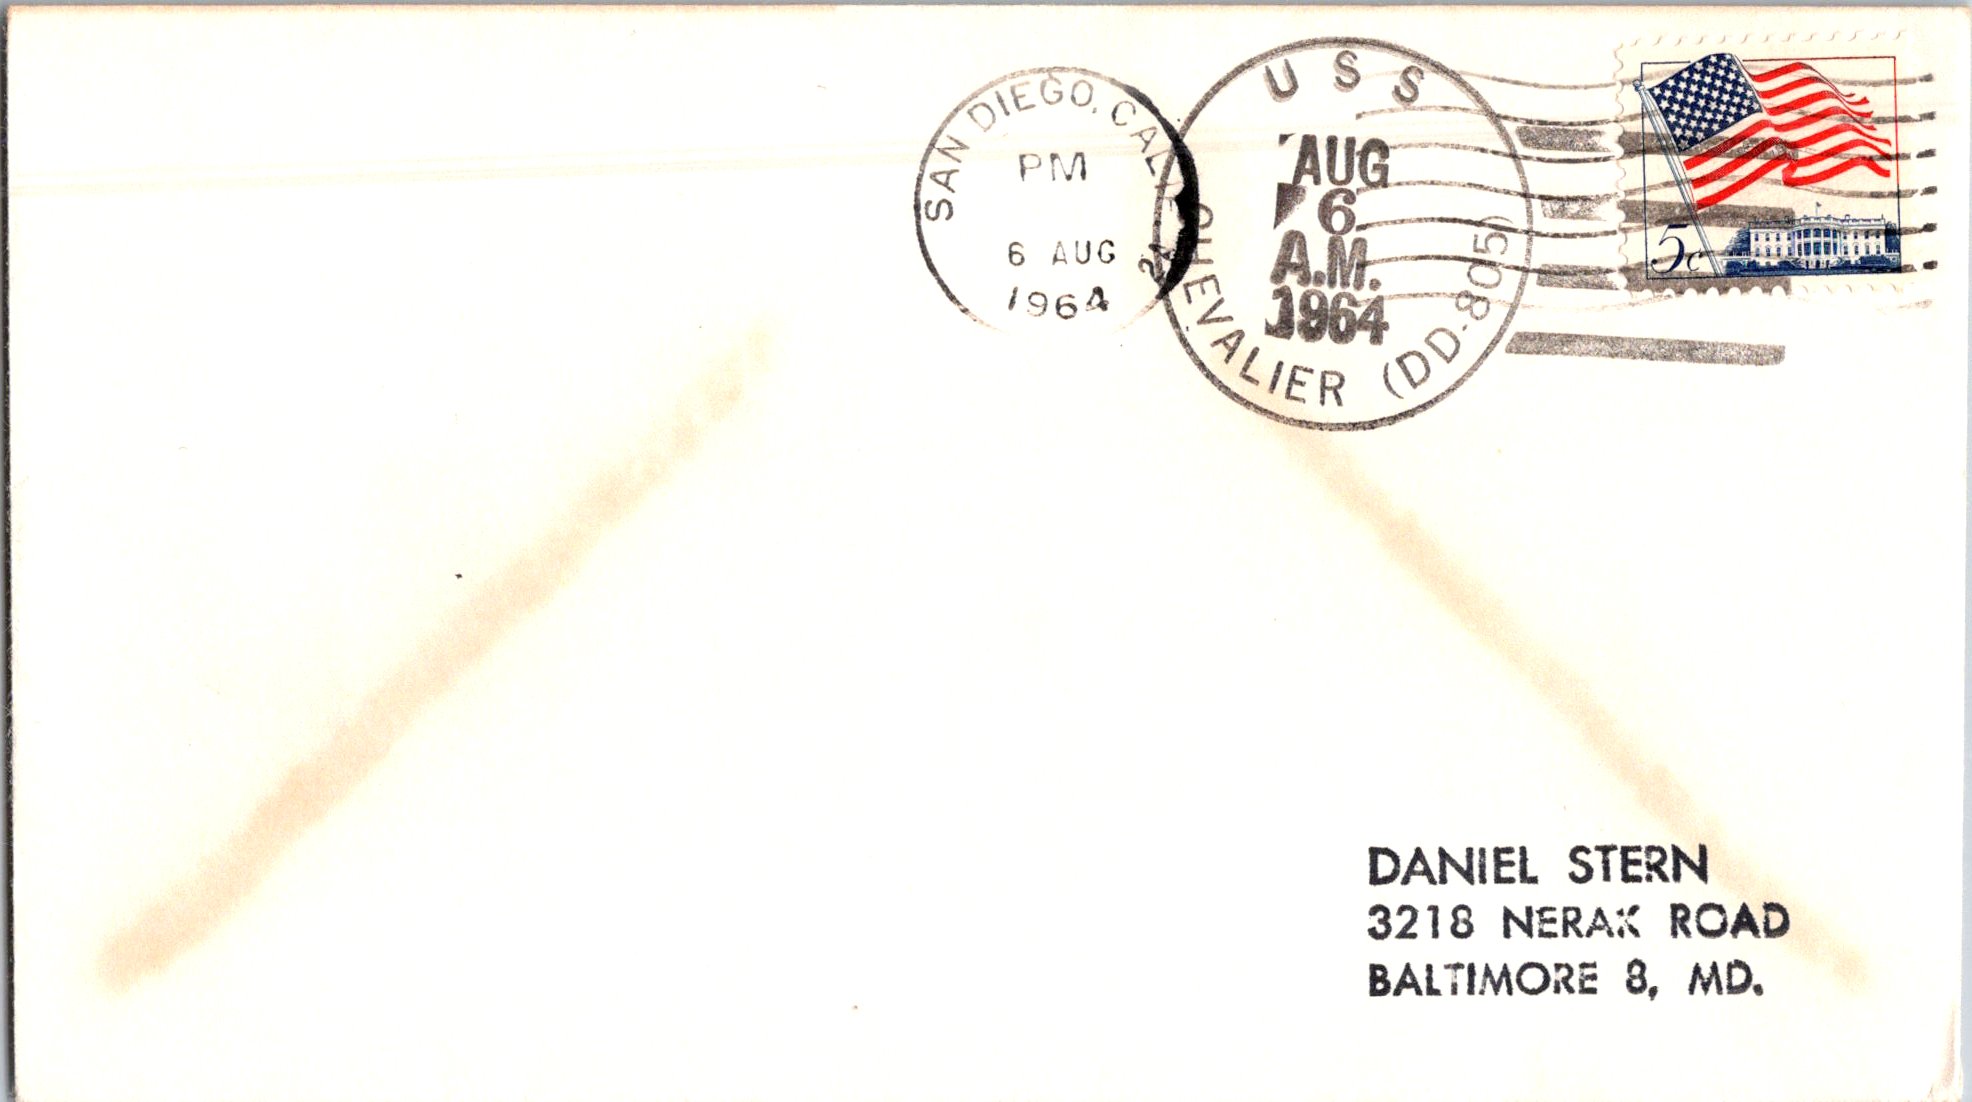 SAN DIEGO, CALIF.
PM
6 AUG
1964
USS
CHEVALIER (DD-805)
AUG
6
A.M.
1964
5c
DANIEL STERN
3218 NERAK ROAD
BALTIMORE 8, MD.